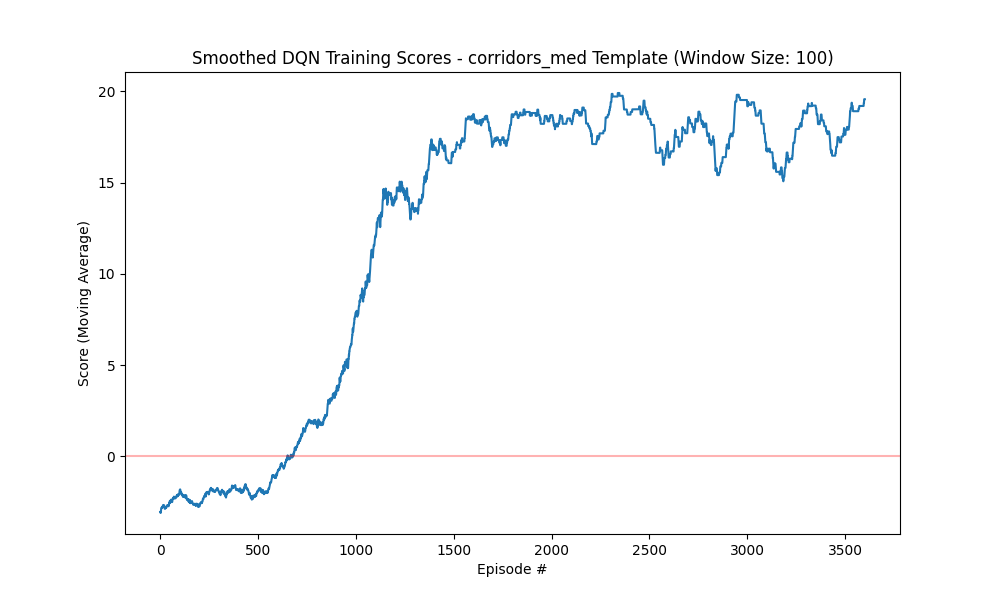 Smoothed DQN Training Scores - corridors_med Template (Window Size: 100)
Score (Moving Average)
20
15
10
5
0
0 500 1000 1500 2000 2500 3000 3500
Episode #